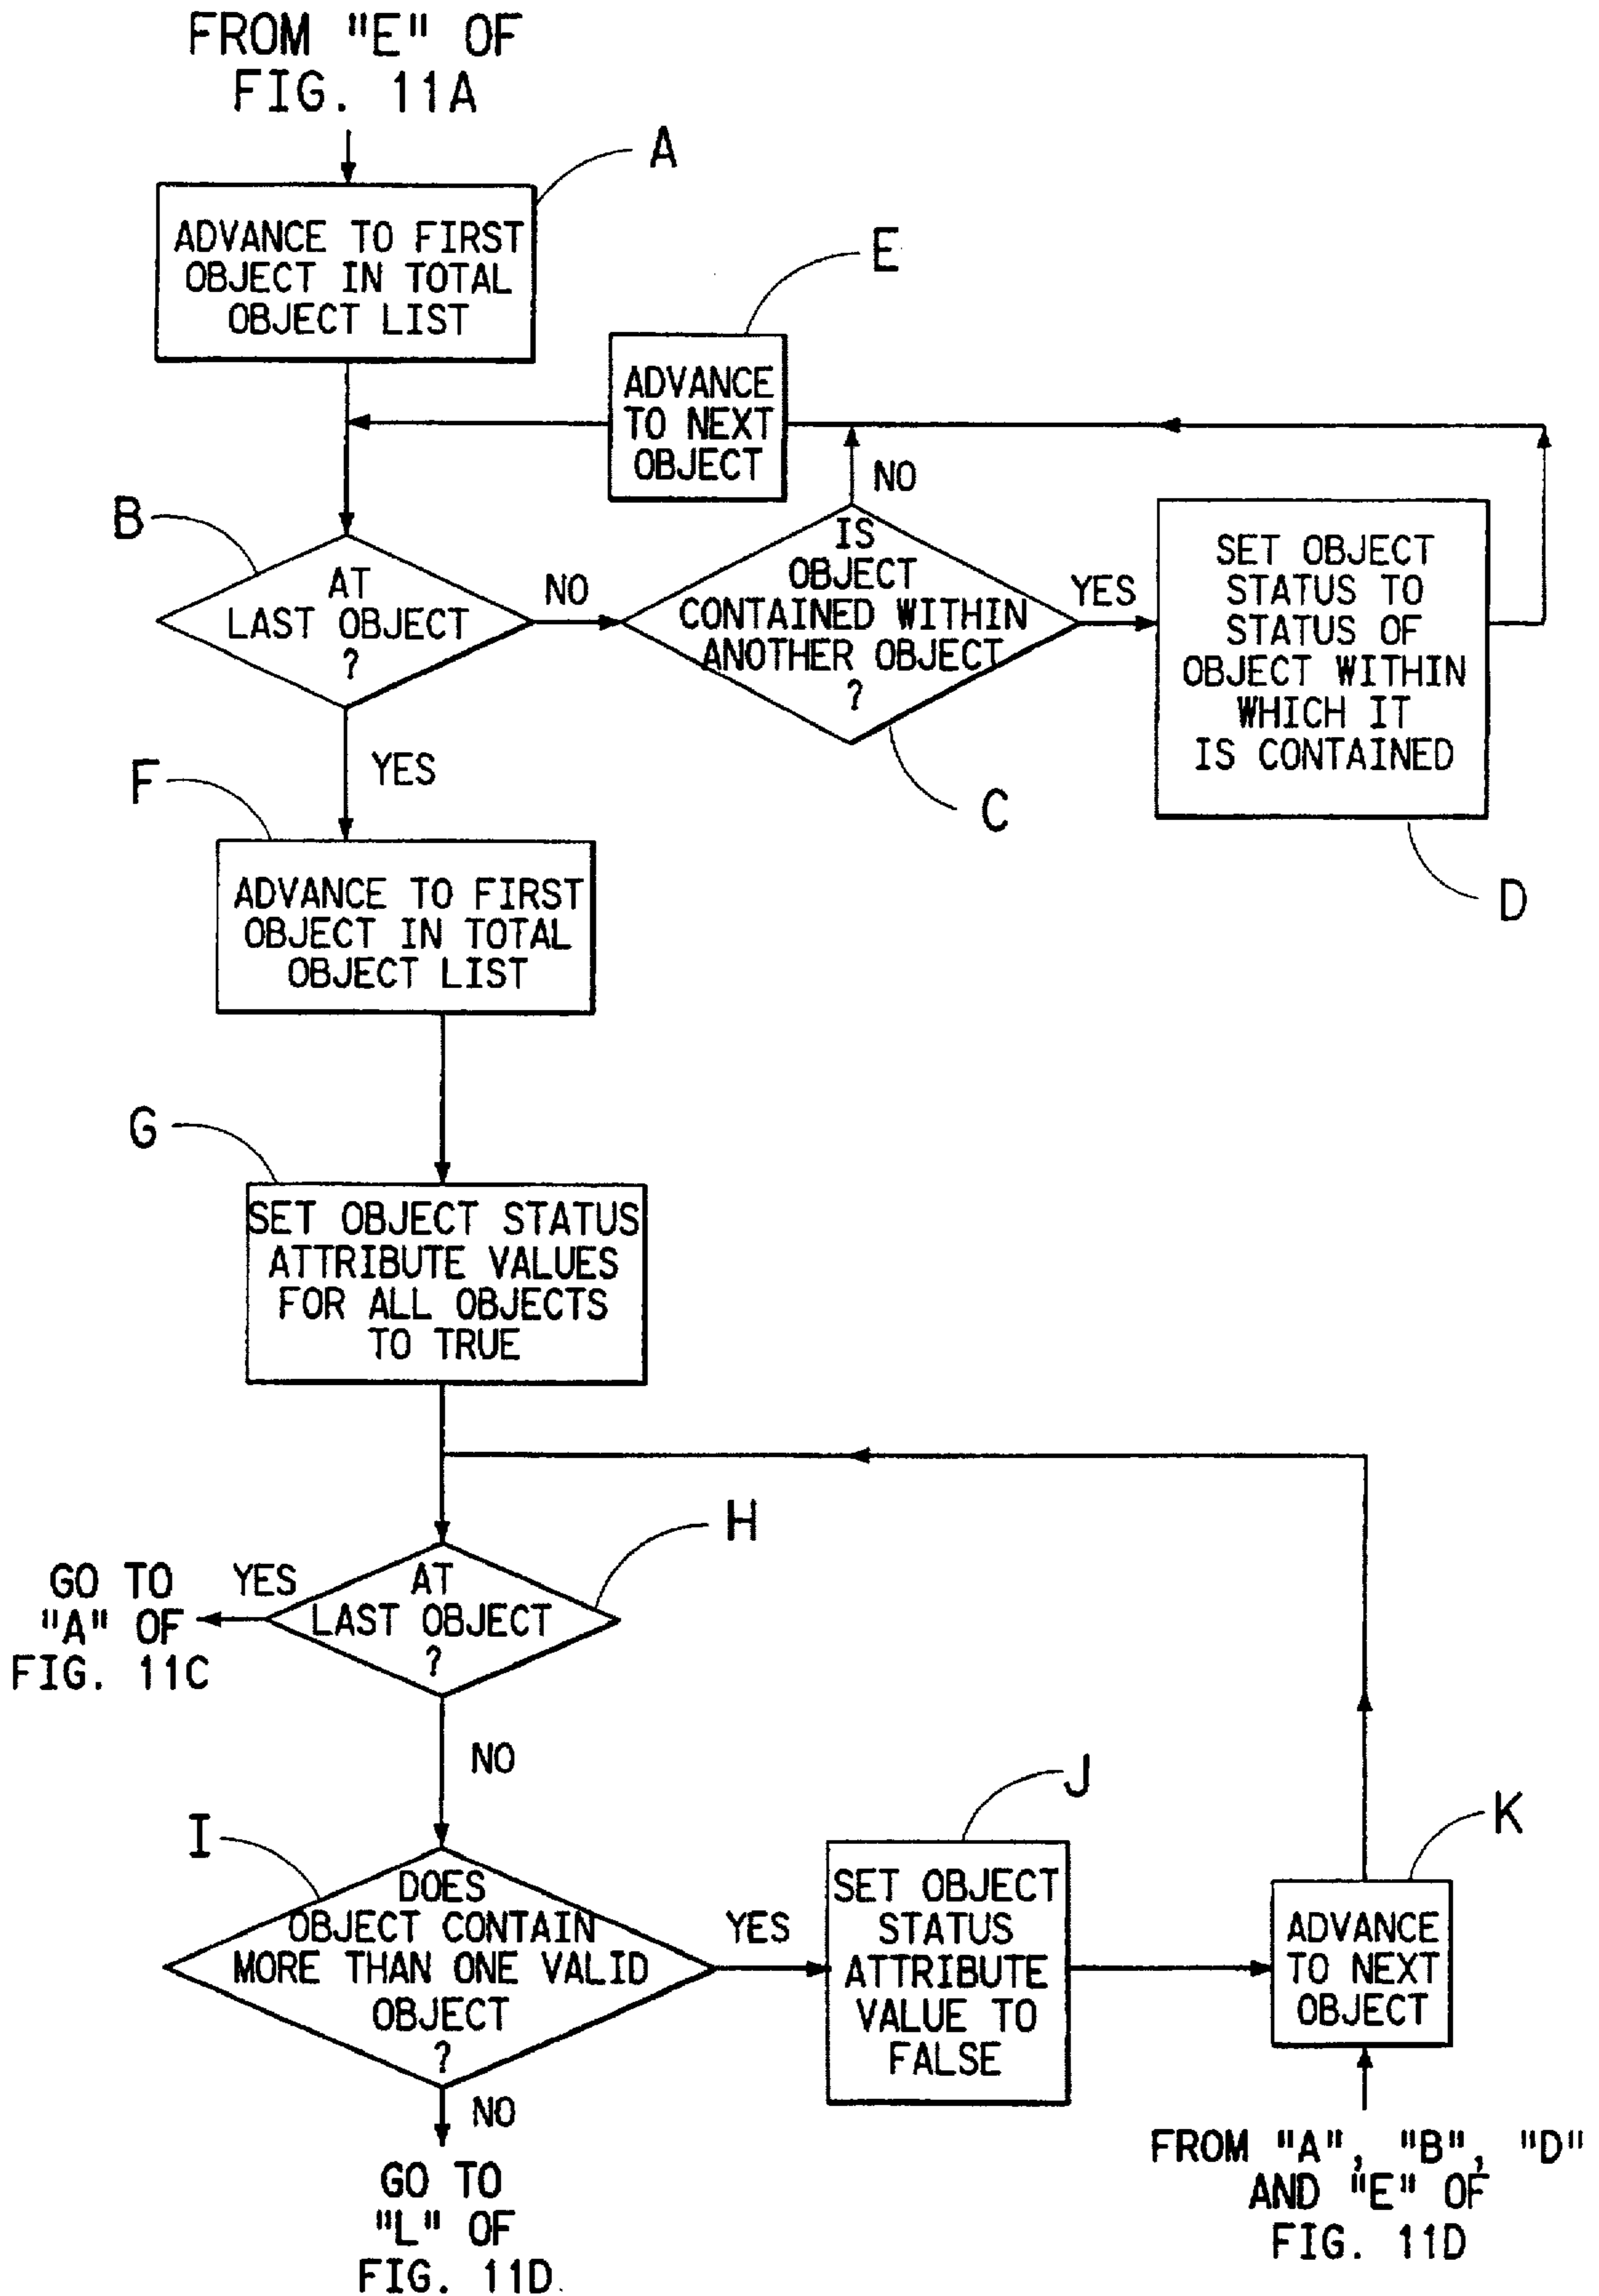 FROM "E" OF
FIG. 11A
A
ADVANCE TO FIRST
OBJECT IN TOTAL
OBJECT LIST
E
ADVANCE
TO NEXT
OBJECT
NO
B
AT
LAST OBJECT
?
NO
IS
OBJECT
CONTAINED WITHIN
ANOTHER OBJECT
?
YES
SET OBJECT
STATUS TO
STATUS OF
OBJECT WITHIN
WHICH IT
IS CONTAINED
C
D
YES
F
ADVANCE TO FIRST
OBJECT IN TOTAL
OBJECT LIST
G
SET OBJECT STATUS
ATTRIBUTE VALUES
FOR ALL OBJECTS
TO TRUE
H
AT
LAST OBJECT
?
YES
GO TO
"A" OF
FIG. 11C
NO
I
DOES
OBJECT CONTAIN
MORE THAN ONE VALID
OBJECT
?
YES
J
SET OBJECT
STATUS
ATTRIBUTE
VALUE TO
FALSE
K
ADVANCE
TO NEXT
OBJECT
NO
GO TO
"L" OF
FIG. 11D
FROM "A", "B", "D"
AND "E" OF
FIG. 11D